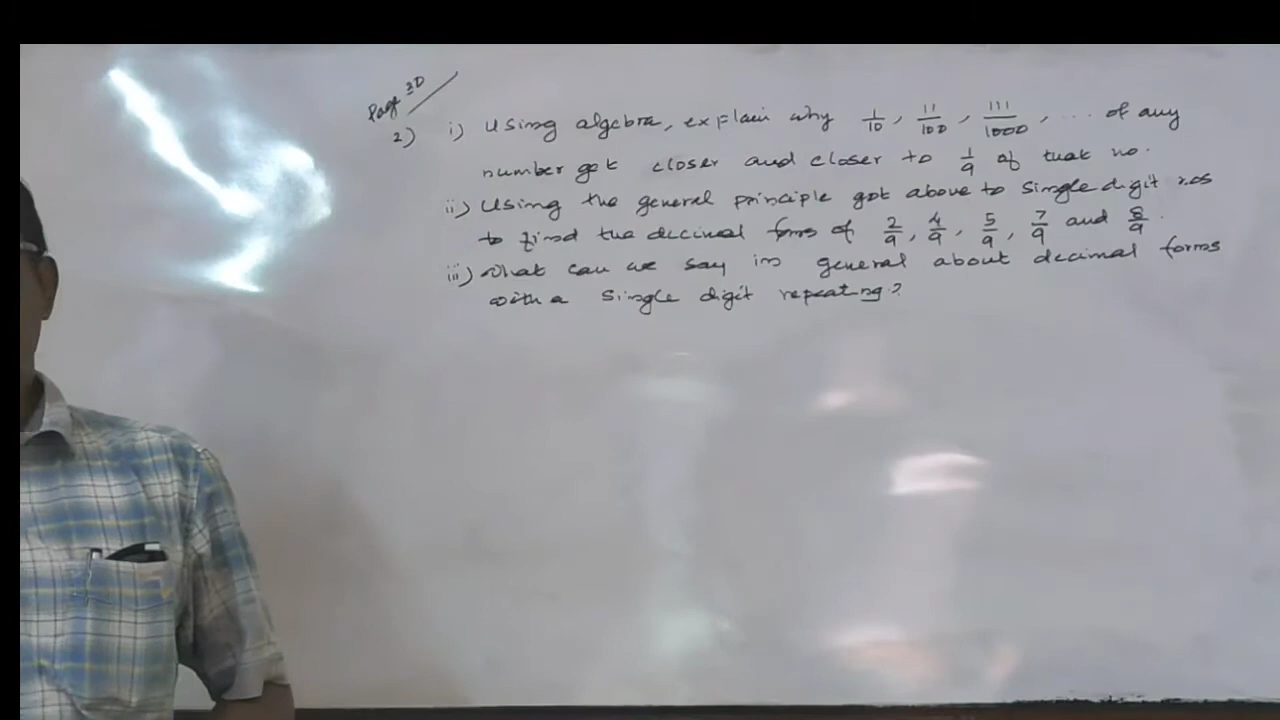 Page 30
2) i) Using algebra, explain why 1/10, 11/100, 111/1000, ... of any
number get closer and closer to 1/9 of that no.
ii) Using the general principle got above to single digit nos
to find the decimal forms of 2/9, 4/9, 5/9, 7/9 and 8/9.
iii) What can we say in general about decimal forms
with a single digit repeating?